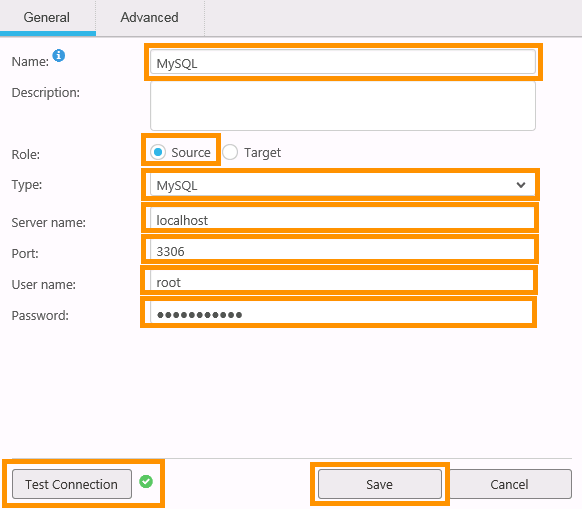 General Advanced
Name: MySQL
Description:
Role: Source Target
Type: MySQL
Server name: localhost
Port: 3306
User name: root
Password: ●●●●●●●●●●●
Test Connection Save Cancel